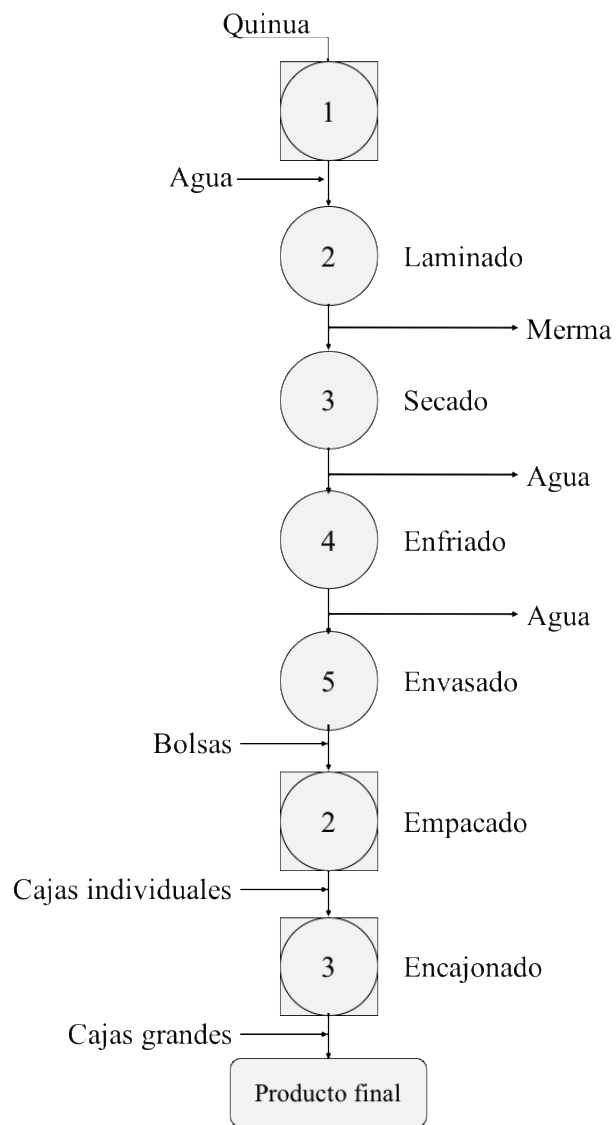 Quinua
1
Agua
2 Laminado
Merma
3 Secado
Agua
4 Enfriado
Agua
5 Envasado
Bolsas
2 Empacado
Cajas individuales
3 Encajonado
Cajas grandes
Producto final